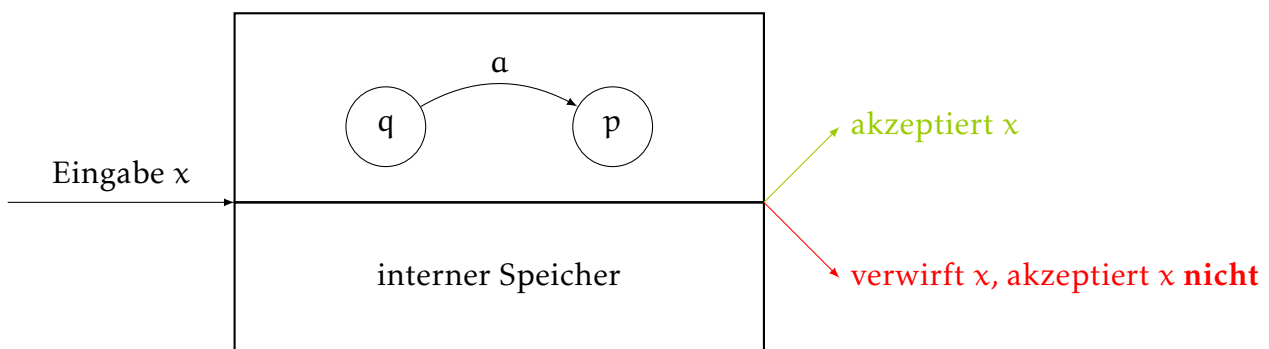 a
q
p
akzeptiert x
Eingabe x
interner Speicher
verwirft x, akzeptiert x nicht